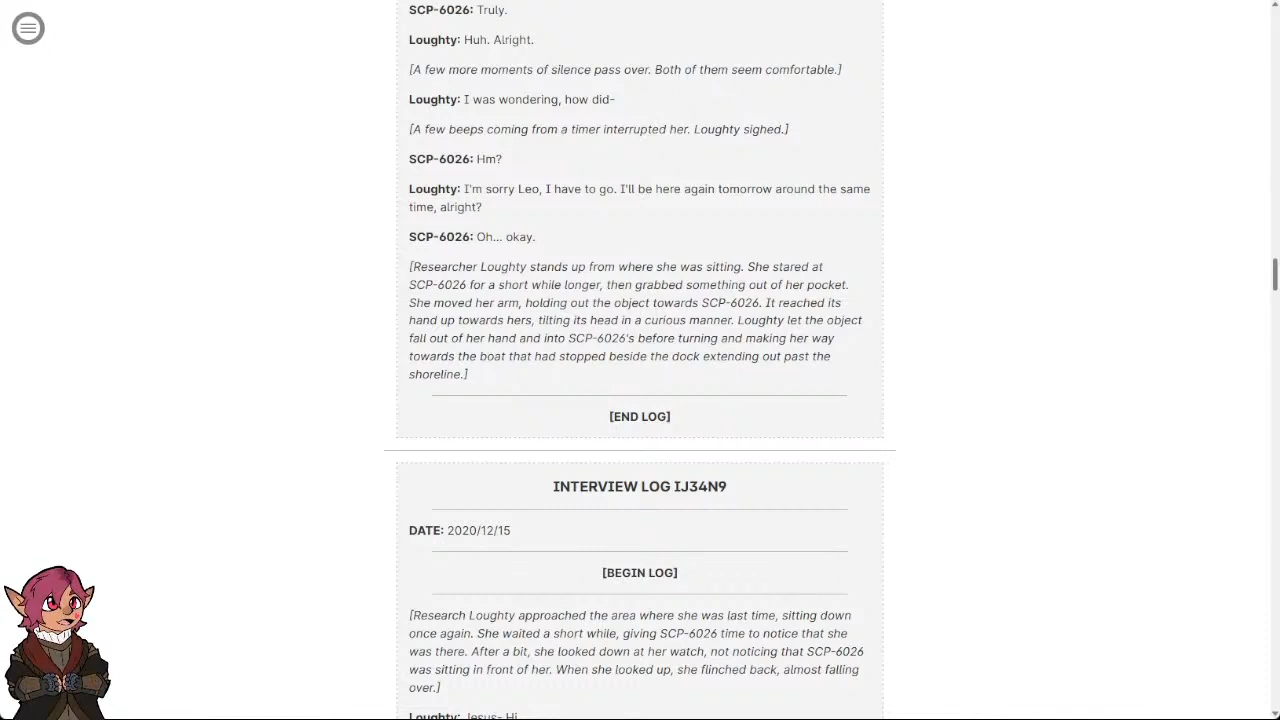 SCP-6026: Truly.
Loughty: Huh. Alright.
[A few more moments of silence pass over. Both of them seem comfortable.]
Loughty: I was wondering, how did-
[A few beeps coming from a timer interrupted her. Loughty sighed.]
SCP-6026: Hm?
Loughty: I'm sorry Leo, I have to go. I'll be here again tomorrow around the same
time, alright?
SCP-6026: Oh... okay.
[Researcher Loughty stands up from where she was sitting. She stared at
SCP-6026 for a short while longer, then grabbed something out of her pocket.
She moved her arm, holding out the object towards SCP-6026. It reached its
hand up towards hers, tilting its head in a curious manner. Loughty let the object
fall out of her hand and into SCP-6026's before turning and making her way
towards the boat that had stopped beside the dock extending out past the
shoreline.]
[END LOG]
INTERVIEW LOG IJ34N9
DATE: 2020/12/15
[BEGIN LOG]
[Researcher Loughty approached the area where she was last time, sitting down
once again. She waited a short while, giving SCP-6026 time to notice that she
was there. After a bit, she looked down at her watch, not noticing that SCP-6026
was sitting in front of her. When she looked up, she flinched back, almost falling
over.]
Loughty: Jesus- Hi.